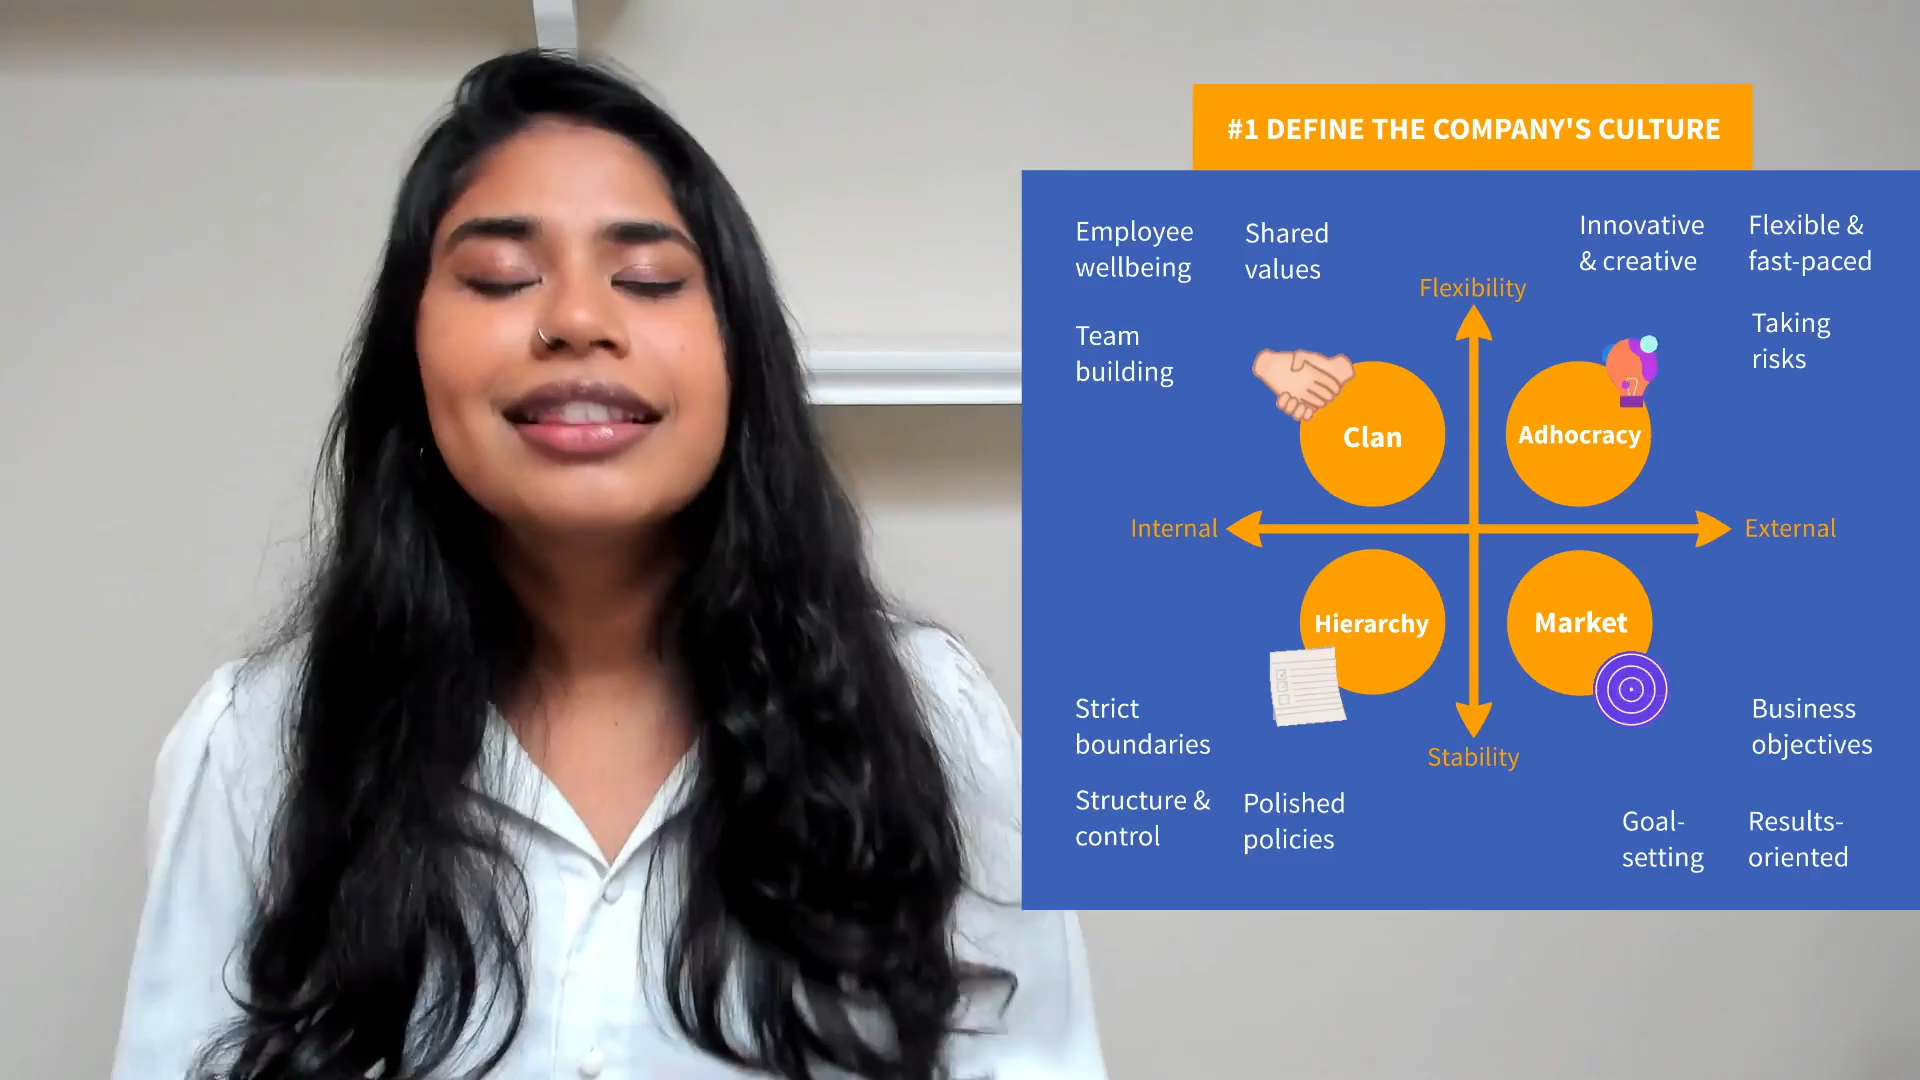 #1 DEFINE THE COMPANY'S CULTURE
Employee
wellbeing
Shared
values
Team
building
Innovative
& creative
Flexible &
fast-paced
Taking
risks
Flexibility
Clan
Adhocracy
Internal
External
Hierarchy
Market
Stability
Strict
boundaries
Structure &
control
Polished
policies
Business
objectives
Goal-
setting
Results-
oriented